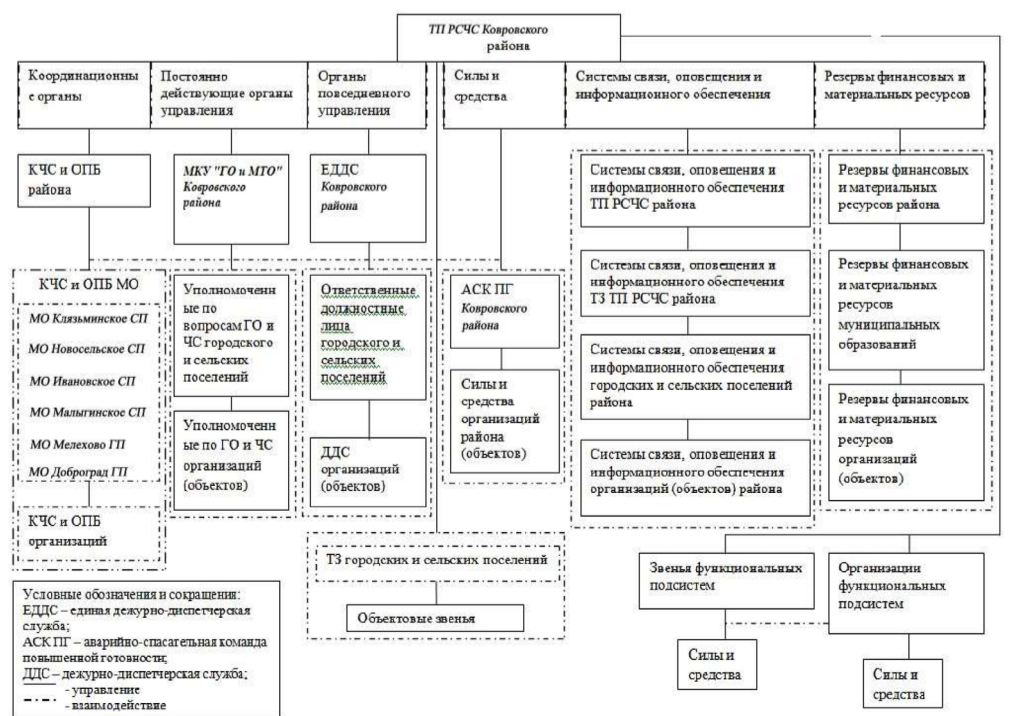 ТП РСЧС Ковровского
района
Координационны
е органы
Постоянно
действующие органы
управления
Органы
повседневного
управления
Силы и
средства
Системы связи, оповещения и
информационного обеспечения
Резервы финансовых и
материальных ресурсов
КЧС и ОПБ
района
МКУ "ГО и МТО"
Ковровского
района
ЕДДС
Ковровского
района
Системы связи, оповещения и
информационного обеспечения
ТП РСЧС района
Резервы финансовых
и материальных
ресурсов района
КЧС и ОПБ МО
МО Клязьминское СП
МО Новосельское СП
МО Ивановское СП
МО Малыгинское СП
МО Мелехово ГП
МО Доброград ГП
КЧС и ОПБ
организаций
Уполномочен
ные по
вопросам ГО и
ЧС городского
и сельских
поселений
Уполномочен
ные по ГО и ЧС
организаций
(объектов)
Ответственные
должностные
лица
городского и
сельских
поселений
ДДС
организаций
(объектов)
АСК ПГ
Ковровского
района
Силы и
средства
организаций
района
(объектов)
Системы связи, оповещения и
информационного обеспечения
ТЗ ТП РСЧС района
Системы связи, оповещения и
информационного обеспечения
городских и сельских поселений
района
Системы связи, оповещения и
информационного обеспечения
организаций (объектов) района
Резервы финансовых
и материальных
ресурсов
муниципальных
образований
Резервы финансовых
и материальных
ресурсов
организаций
(объектов)
ТЗ городских и сельских поселений
Объектовые звенья
Звенья функциональных
подсистем
Организации
функциональных
подсистем
Силы и
средства
Силы и
средства
Условные обозначения и сокращения:
ЕДДС – единая дежурно-диспетчерская
служба;
АСК ПГ – аварийно-спасательная команда
повышенной готовности;
ДДС – дежурно-диспетчерская служба;
- управление
- взаимодействие